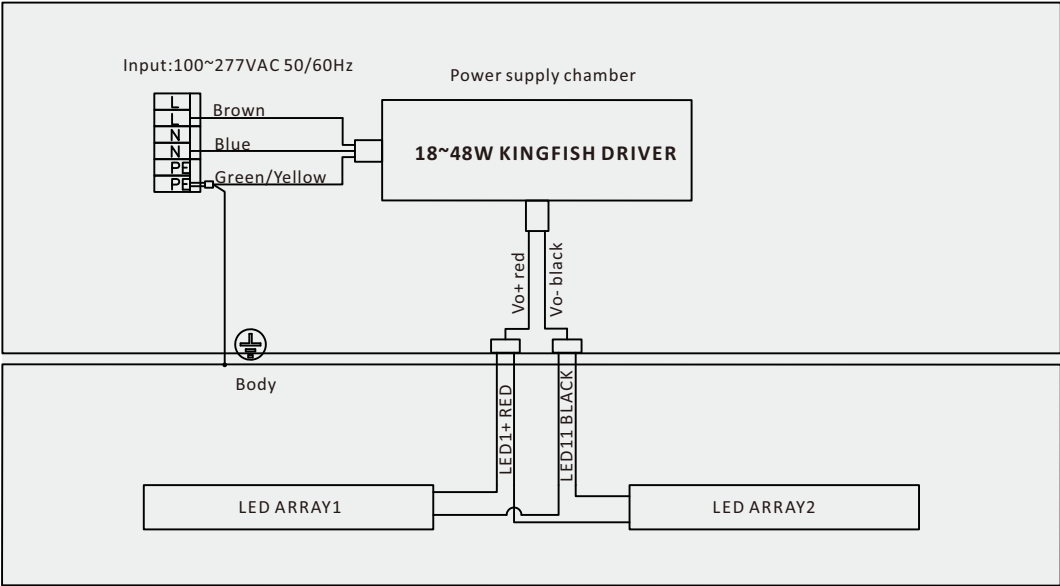 Input:100~277VAC 50/60Hz
Power supply chamber
L
L
N
N
PE
PE
Brown
Blue
Green/Yellow
18~48W KINGFISH DRIVER
Vo+ red
Vo- black
Body
LED1+ RED
LED11 BLACK
LED ARRAY1
LED ARRAY2